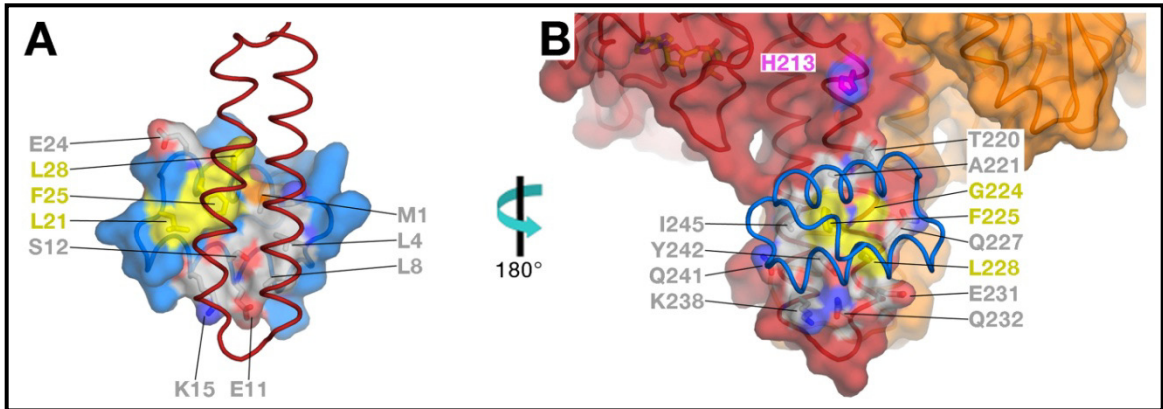 A
E24
L28
F25
L21
S12
M1
L4
L8
K15 E11
180°
B
H213
T220
A221
G224
F225
Q227
L228
E231
Q232
I245
Y242
Q241
K238